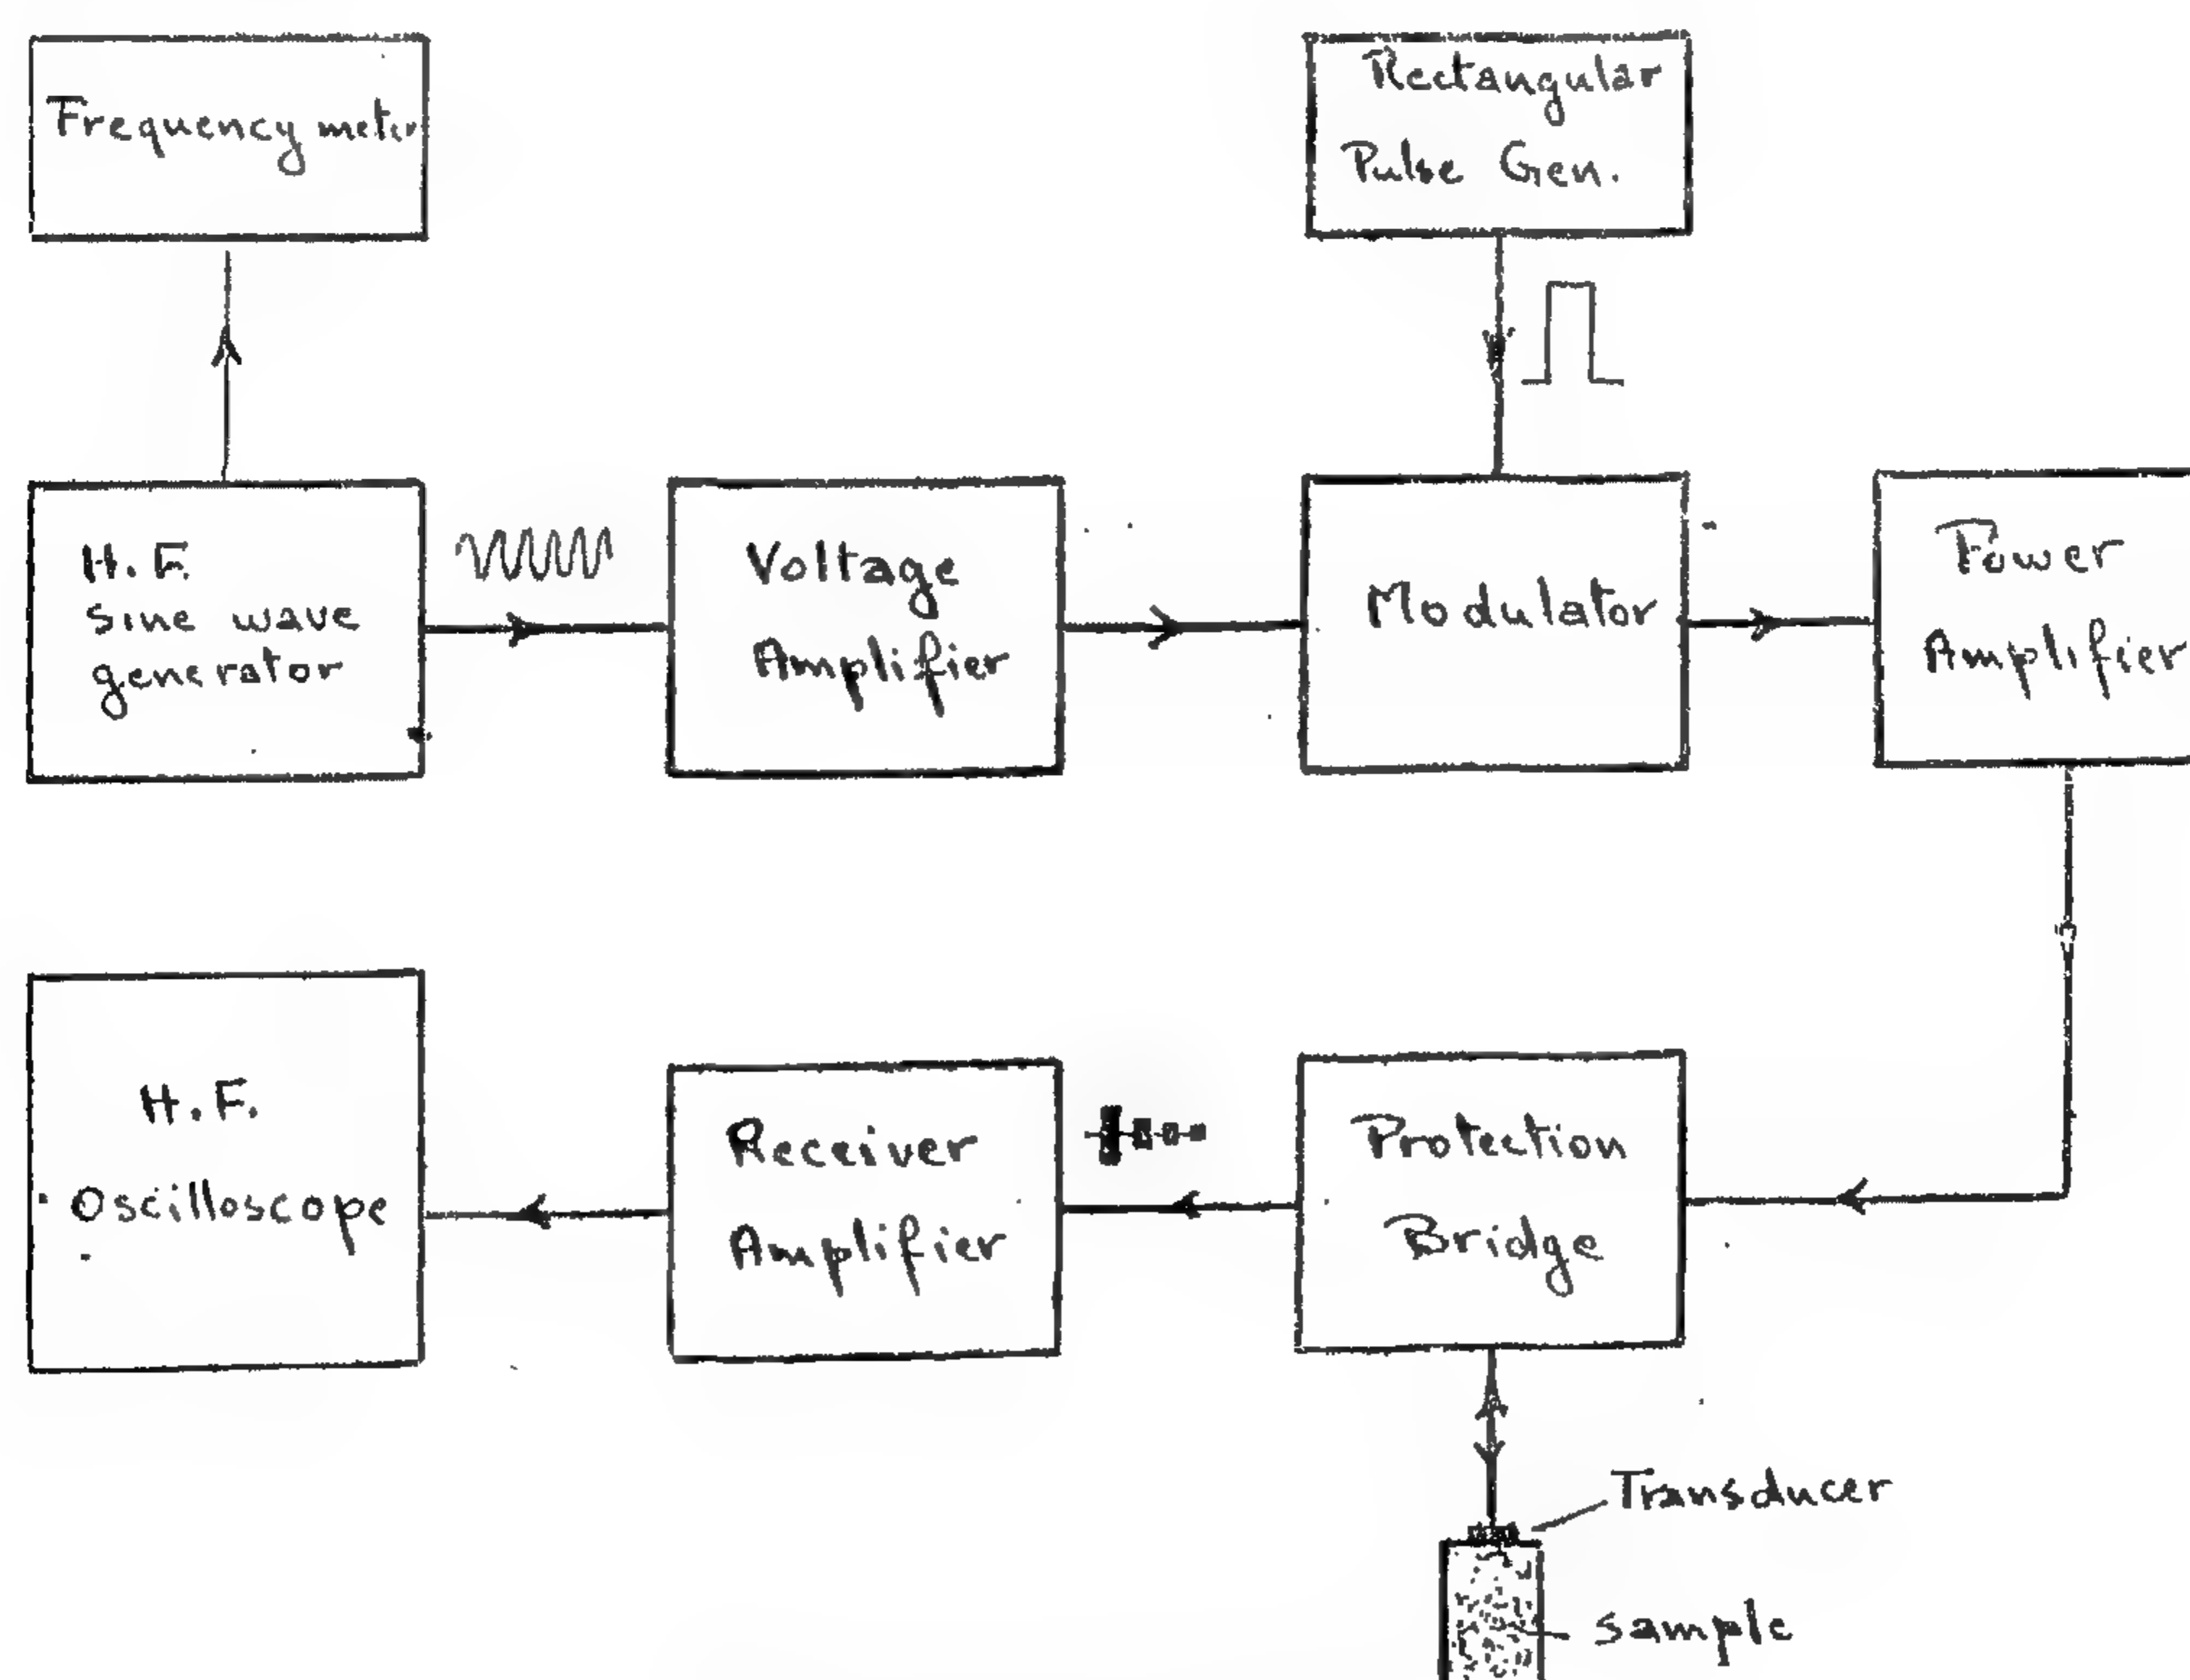 Frequency meter
Rectangular
Pulse Gen.
H.F.
Sine wave
generator
Voltage
Amplifier
Modulator
Power
Amplifier
H.F.
Oscilloscope
Receiver
Amplifier
Protection
Bridge
Transducer
Sample